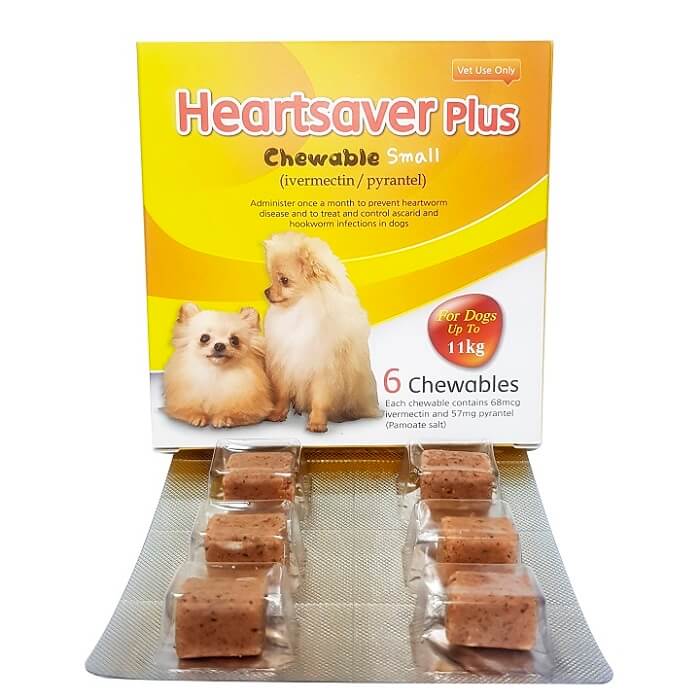 Vet Use Only
Heartsaver Plus
Chewable Small
(ivermectin / pyrantel)
Administer once a month to prevent heartworm
disease and to treat and control ascarid and
hookworm infections in dogs
For Dogs
Up To
11kg
6 Chewables
Each chewable contains 68mcg
ivermectin and 57mg pyrantel
(Pamoate salt)